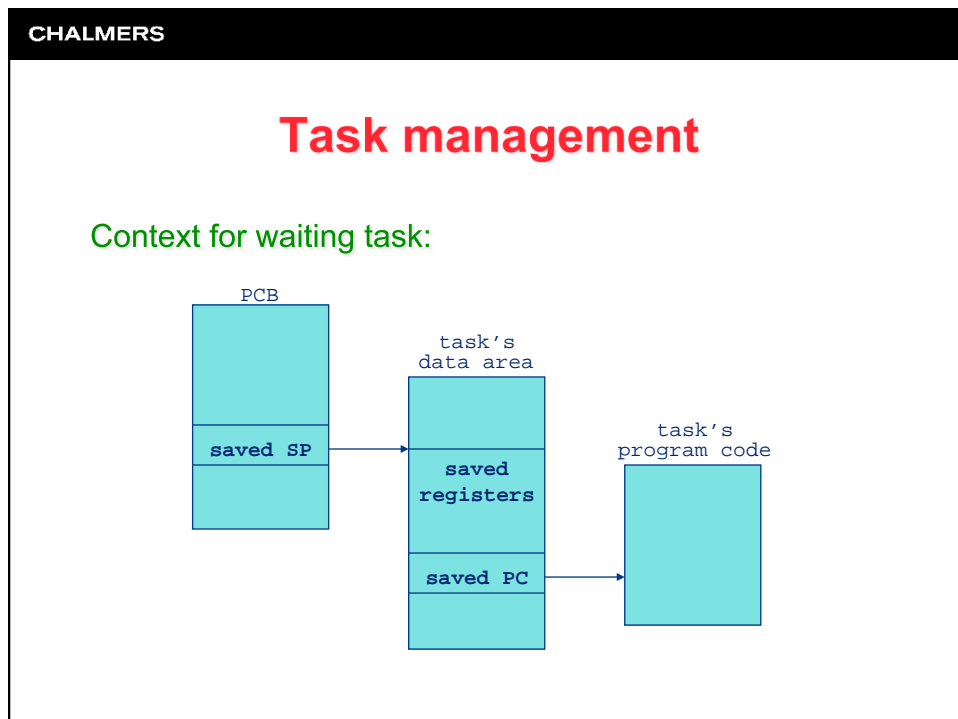 CHALMERS
Task management
Context for waiting task:
PCB
saved SP
task’s
data area
saved
registers
saved PC
task’s
program code